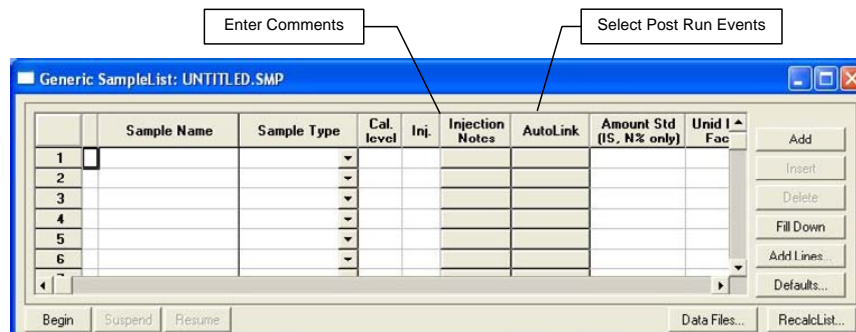 Enter Comments
Select Post Run Events
Generic SampleList: UNTITLED.SMP
Sample Name
Sample Type
Cal. level
Inj.
Injection Notes
AutoLink
Amount Std (IS, N% only)
Unid
Fac
1
2
3
4
5
6
Add
Insert
Delete
Fill Down
Add Lines...
Defaults...
Begin
Suspend
Resume
Data Files...
RecalcList...